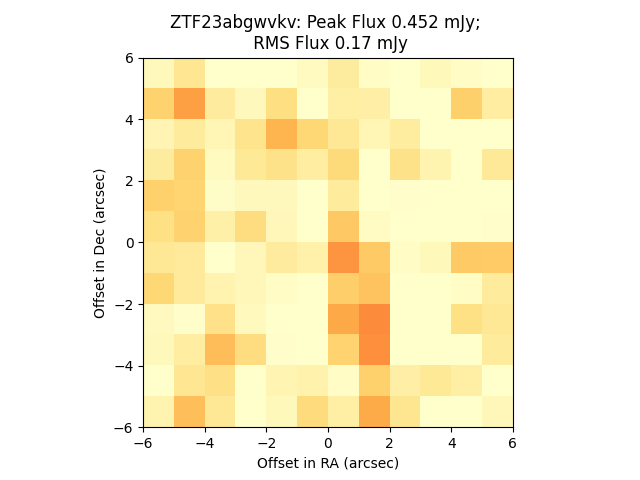 ZTF23abgwvkv: Peak Flux 0.452 mJy;
RMS Flux 0.17 mJy
6
4
2
0
−2
−4
−6
Offset in Dec (arcsec)
−6 −4 −2 0 2 4 6
Offset in RA (arcsec)